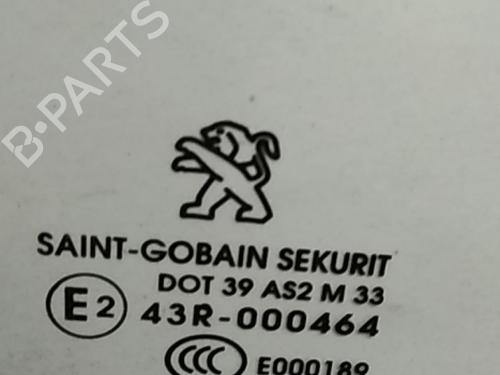 B-PARTS
SAINT-GOBAIN SEKURIT
DOT 39 AS2 M 33
E2 43R-000464
CCC E000189